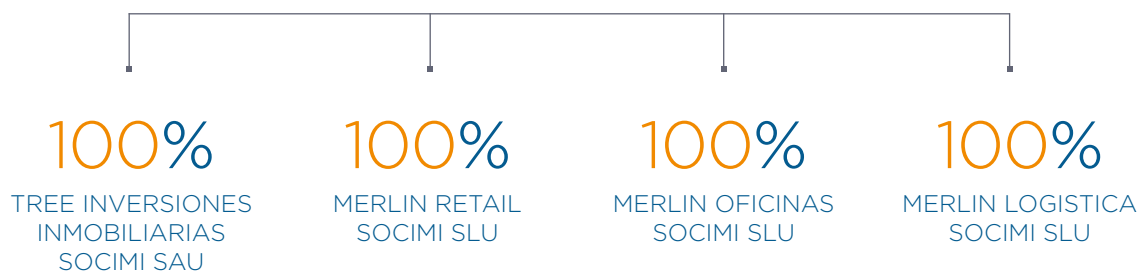 100% 100% 100% 100%
TREE INVERSIONES
INMOBILIARIAS
SOCIMI SAU
MERLIN RETAIL
SOCIMI SLU
MERLIN OFICINAS
SOCIMI SLU
MERLIN LOGISTICA
SOCIMI SLU